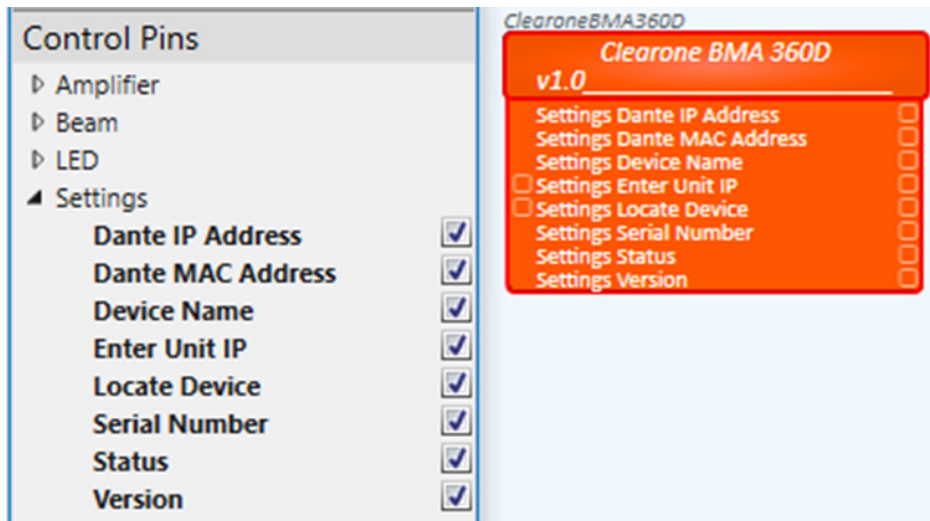 Control Pins
Amplifier
Beam
LED
Settings
Dante IP Address
Dante MAC Address
Device Name
Enter Unit IP
Locate Device
Serial Number
Status
Version
ClearoneBMA360D
Clearone BMA 360D
v1.0
Settings Dante IP Address
Settings Dante MAC Address
Settings Device Name
Settings Enter Unit IP
Settings Locate Device
Settings Serial Number
Settings Status
Settings Version